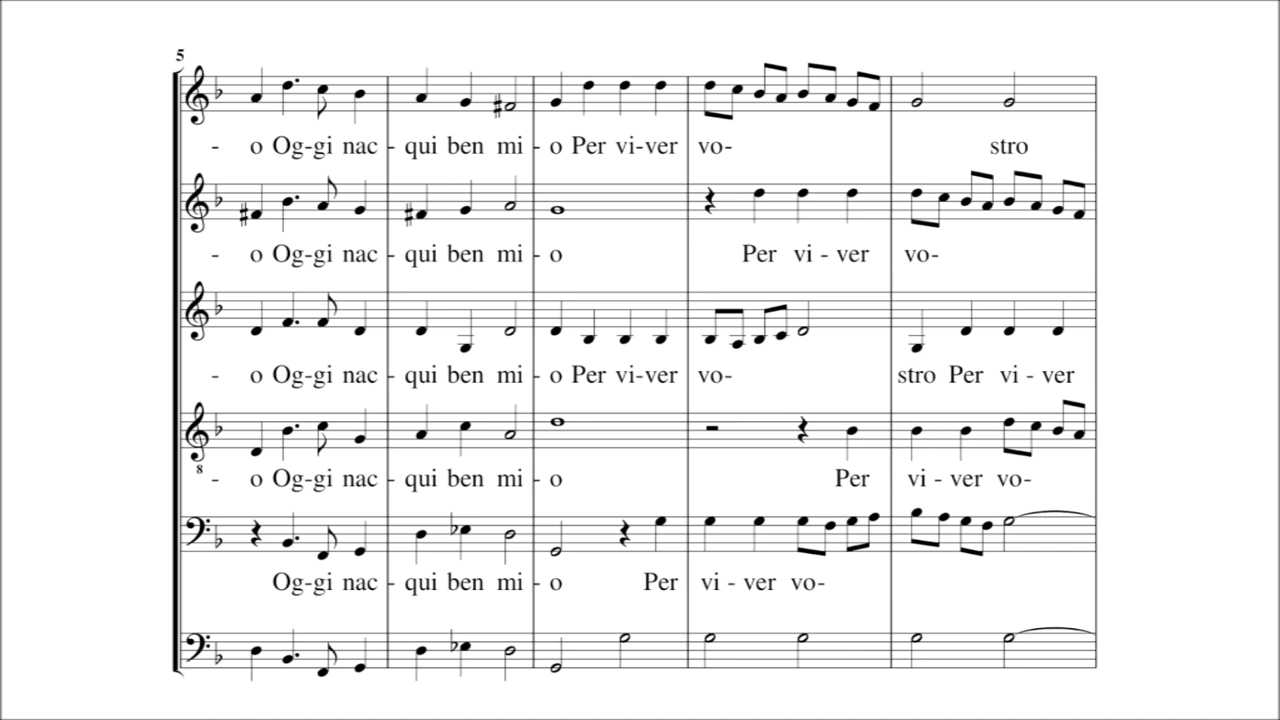 5
- o Og-gi nac - qui ben mi - o Per vi-ver vo- stro
- o Og-gi nac - qui ben mi - o Per vi - ver vo-
- o Og-gi nac - qui ben mi - o Per vi-ver vo- stro Per vi - ver
8
- o Og-gi nac - qui ben mi - o Per vi - ver vo-
Og-gi nac - qui ben mi - o Per vi - ver vo-